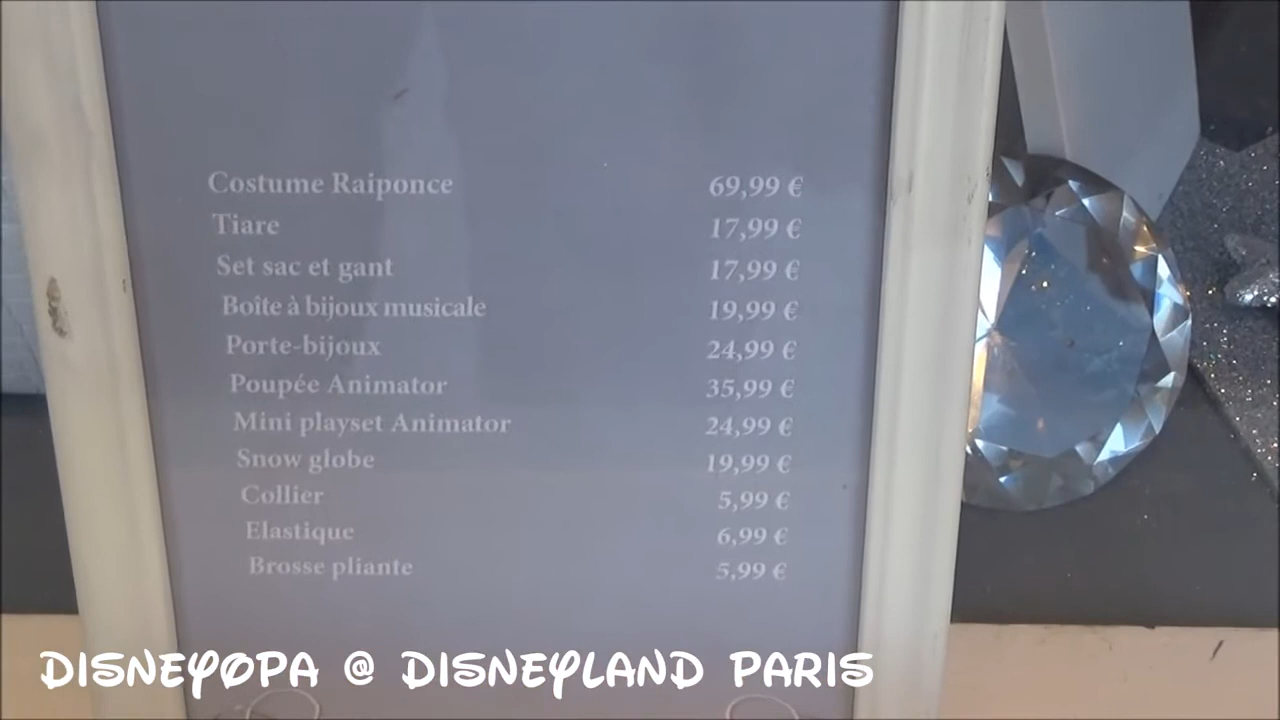 Costume Raiponce 69,99 €
Tiare 17,99 €
Set sac et gant 17,99 €
Boîte à bijoux musicale 19,99 €
Porte-bijoux 24,99 €
Poupée Animator 35,99 €
Mini playset Animator 24,99 €
Snow globe 19,99 €
Collier 5,99 €
Elastique 6,99 €
Brosse pliante 5,99 €
DISNEYOPA @ DISNEYLAND PARIS